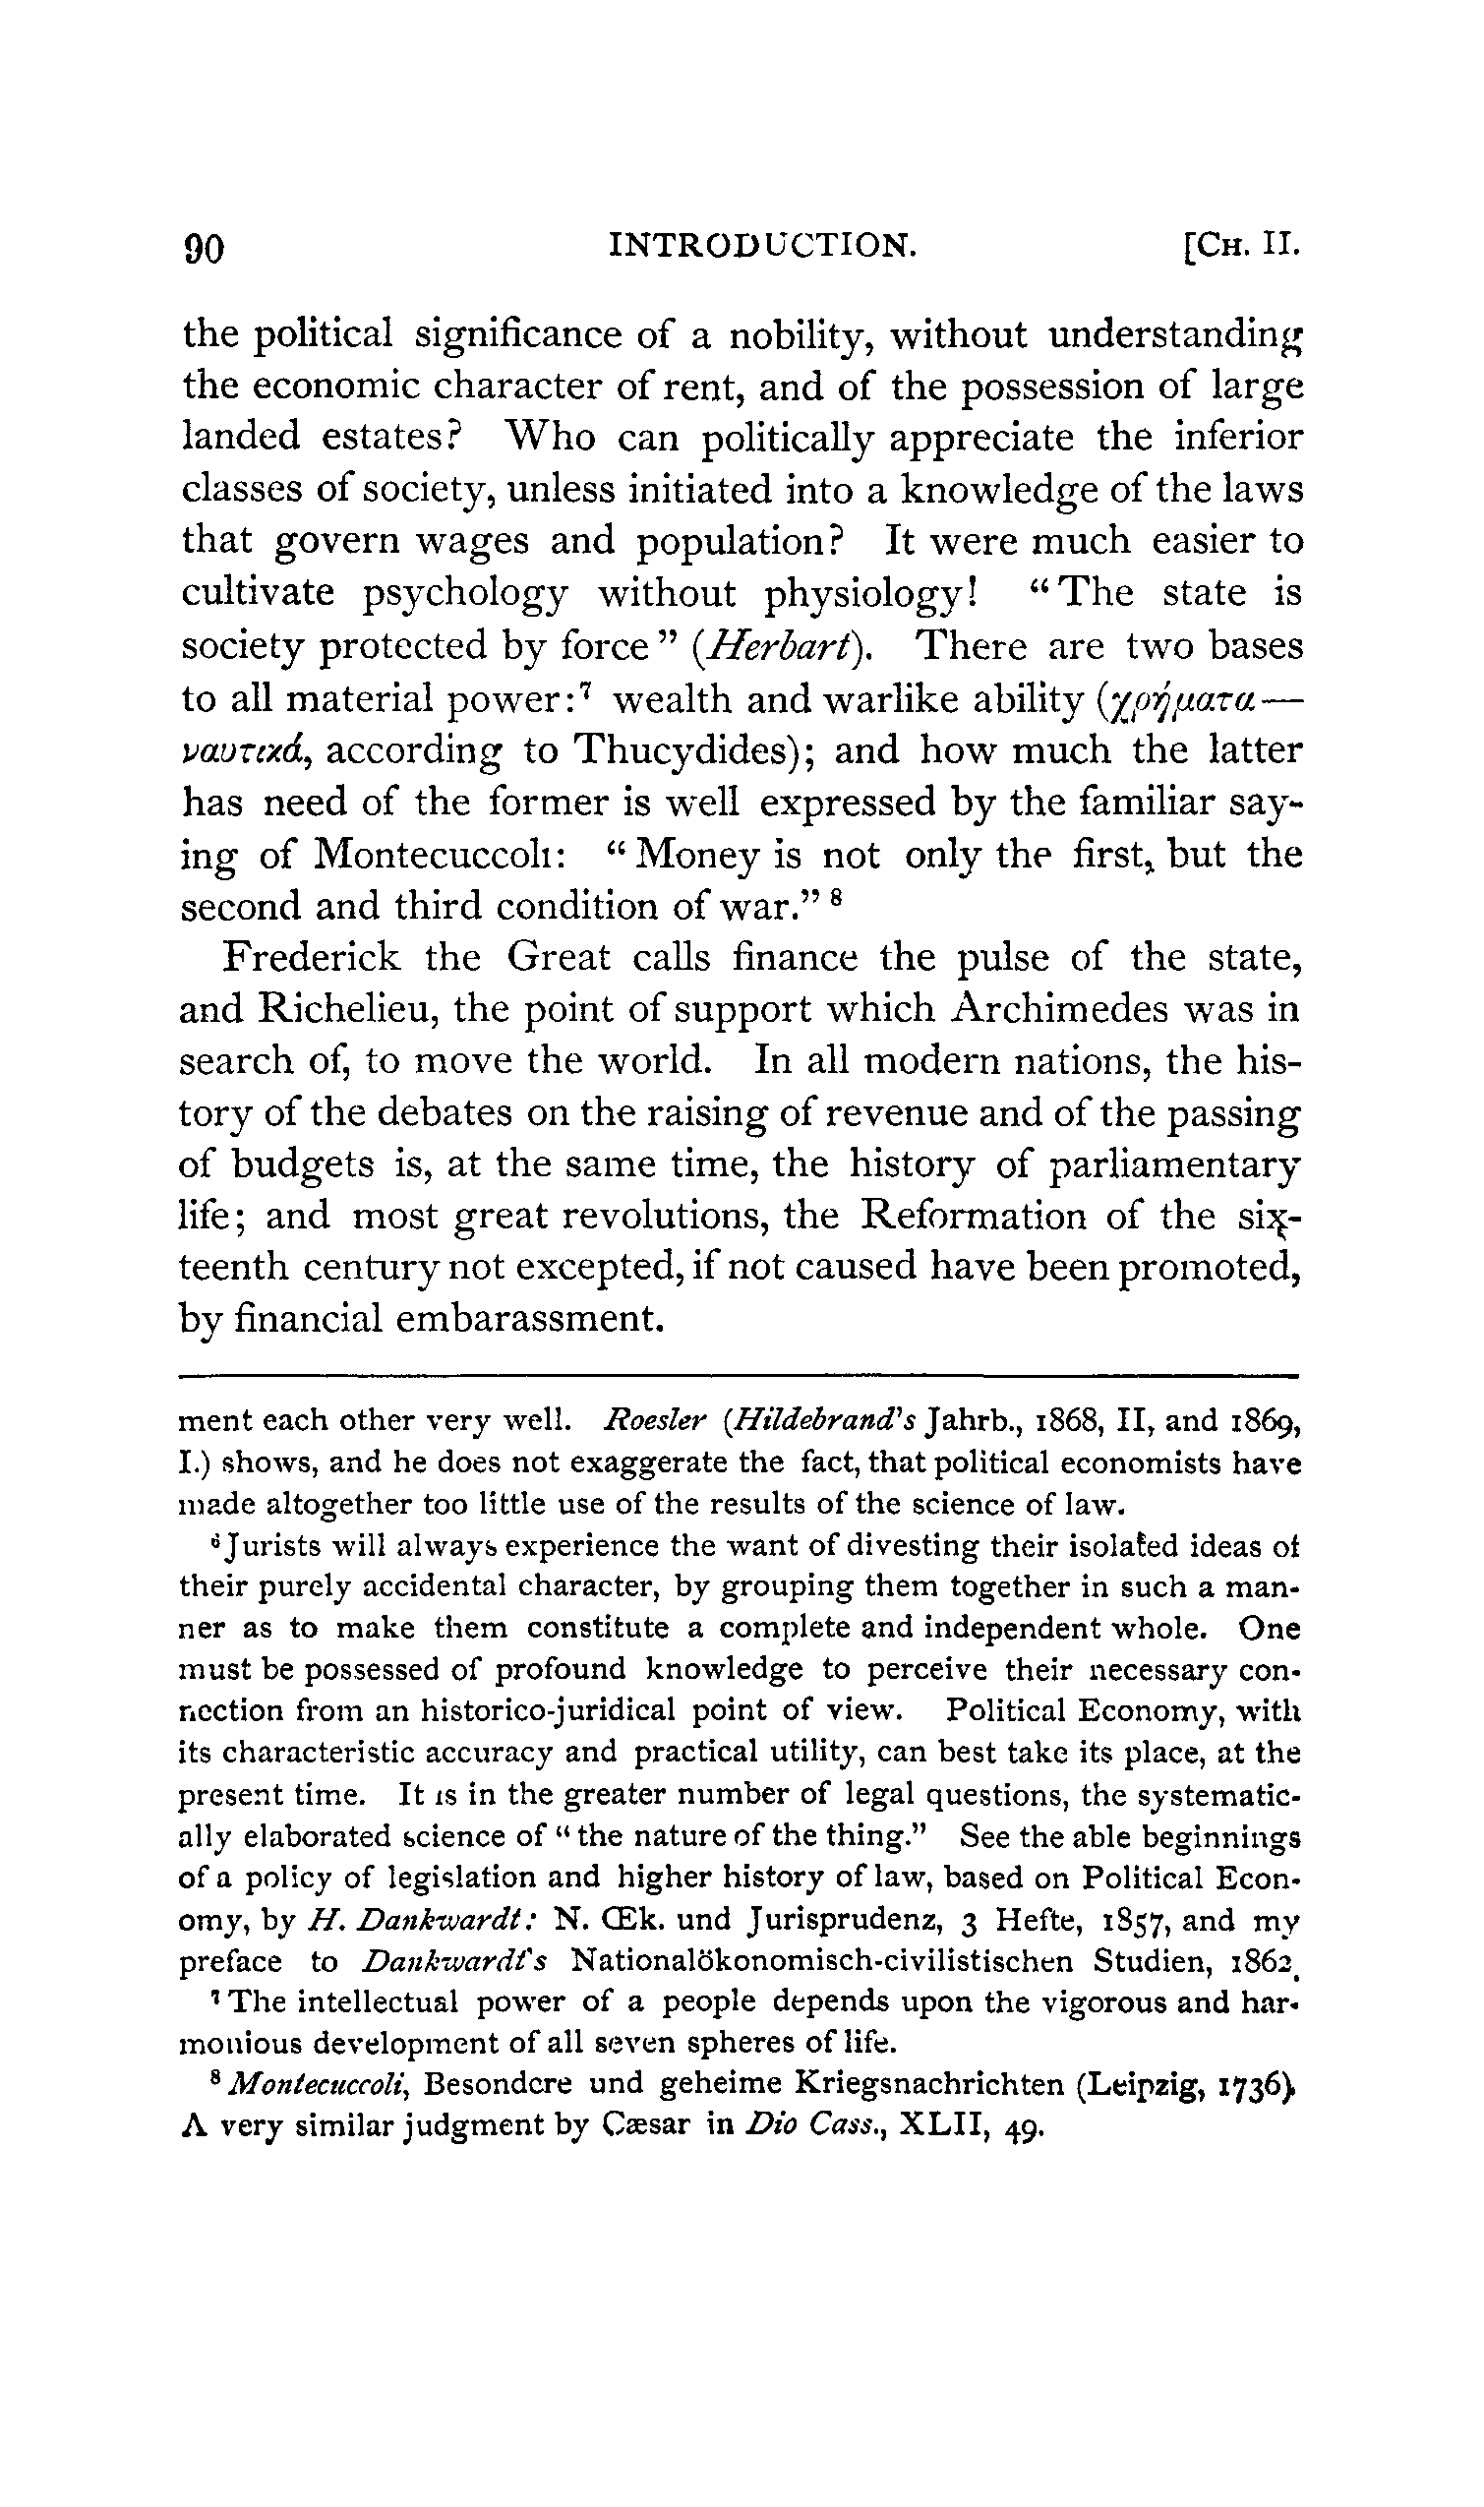 90 INTRODUCTION. [CH. II.
the political significance of a nobility, without understanding
the economic character of rent, and of the possession of large
landed estates? Who can politically appreciate the inferior
classes of society, unless initiated into a knowledge of the laws
that govern wages and population? It were much easier to
cultivate psychology without physiology! “The state is
society protected by force” (Herbart). There are two bases
to all material power:⁷ wealth and warlike ability (χρήματα—
ναυτικά, according to Thucydides); and how much the latter
has need of the former is well expressed by the familiar say-
ing of Montecuccoli: “Money is not only the first, but the
second and third condition of war.” ⁸
Frederick the Great calls finance the pulse of the state,
and Richelieu, the point of support which Archimedes was in
search of, to move the world. In all modern nations, the his-
tory of the debates on the raising of revenue and of the passing
of budgets is, at the same time, the history of parliamentary
life; and most great revolutions, the Reformation of the six-
teenth century not excepted, if not caused have been promoted,
by financial embarassment.
ment each other very well. Roesler (Hildebrand's Jahrb., 1868, II, and 1869,
I.) shows, and he does not exaggerate the fact, that political economists have
made altogether too little use of the results of the science of law.
⁶ Jurists will always experience the want of divesting their isolated ideas of
their purely accidental character, by grouping them together in such a man-
ner as to make them constitute a complete and independent whole. One
must be possessed of profound knowledge to perceive their necessary con-
nection from an historico-juridical point of view. Political Economy, with
its characteristic accuracy and practical utility, can best take its place, at the
present time. It is in the greater number of legal questions, the systematic-
ally elaborated science of “the nature of the thing.” See the able beginnings
of a policy of legislation and higher history of law, based on Political Econ-
omy, by H. Dankwardt: N. Œk. und Jurisprudenz, 3 Hefte, 1857, and my
preface to Dankwardt's Nationalökonomisch-civilistischen Studien, 1862.
⁷ The intellectual power of a people depends upon the vigorous and har-
monious development of all seven spheres of life.
⁸ Montecuccoli, Besondere und geheime Kriegsnachrichten (Leipzig, 1736).
A very similar judgment by Cæsar in Dio Cass., XLII, 49.